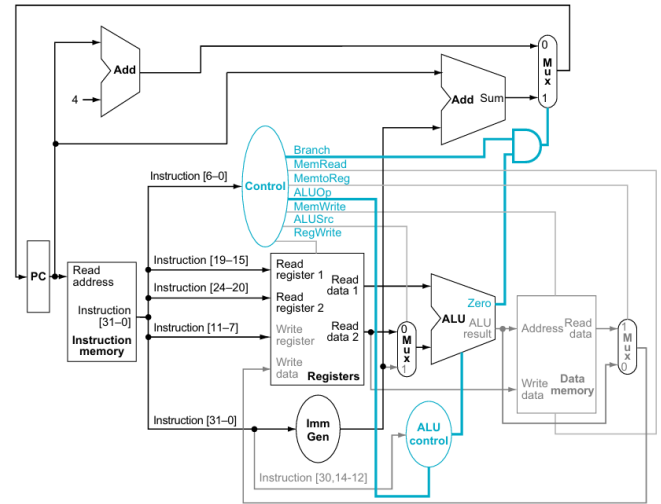 0
M
u
x
1
Add
4
Add Sum
Branch
MemRead
MemtoReg
ALUOp
MemWrite
ALUSrc
RegWrite
Control
Instruction [6–0]
Instruction [19–15]
Instruction [24–20]
Instruction [11–7]
Instruction [31–0]
Instruction [30,14-12]
PC
Read
address
Instruction
[31–0]
Instruction
memory
Read
register 1
Read
data 1
Read
register 2
Write
register
Read
data 2
Write
data
Registers
0
M
u
x
1
Zero
ALU
ALU
result
Address
Read
data
Write
data
Data
memory
1
M
u
x
0
Imm
Gen
ALU
control